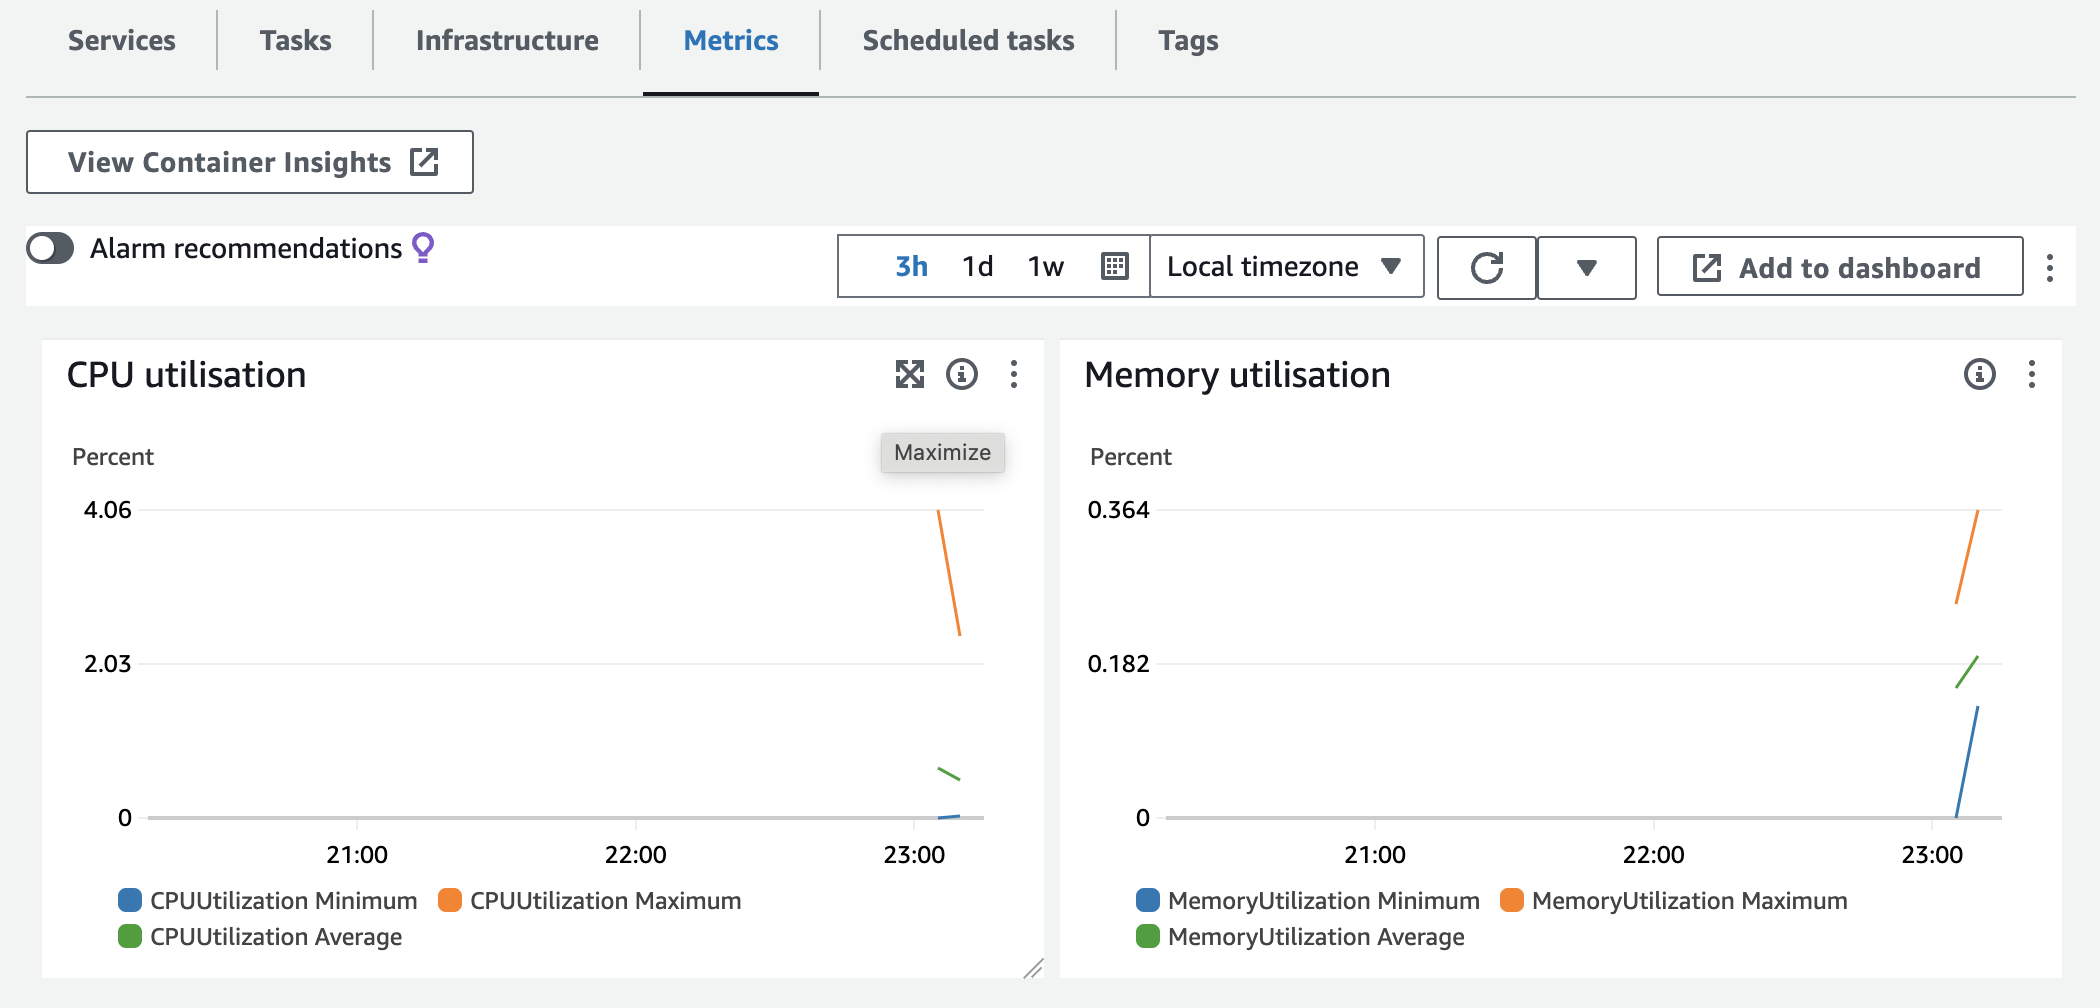 Services Tasks Infrastructure Metrics Scheduled tasks Tags
View Container Insights
Alarm recommendations 3h 1d 1w Local timezone Add to dashboard
CPU utilisation
Percent
Maximize
4.06
2.03
0
21:00 22:00 23:00
CPUUtilization Minimum CPUUtilization Maximum
CPUUtilization Average
Memory utilisation
Percent
0.364
0.182
0
21:00 22:00 23:00
MemoryUtilization Minimum MemoryUtilization Maximum
MemoryUtilization Average